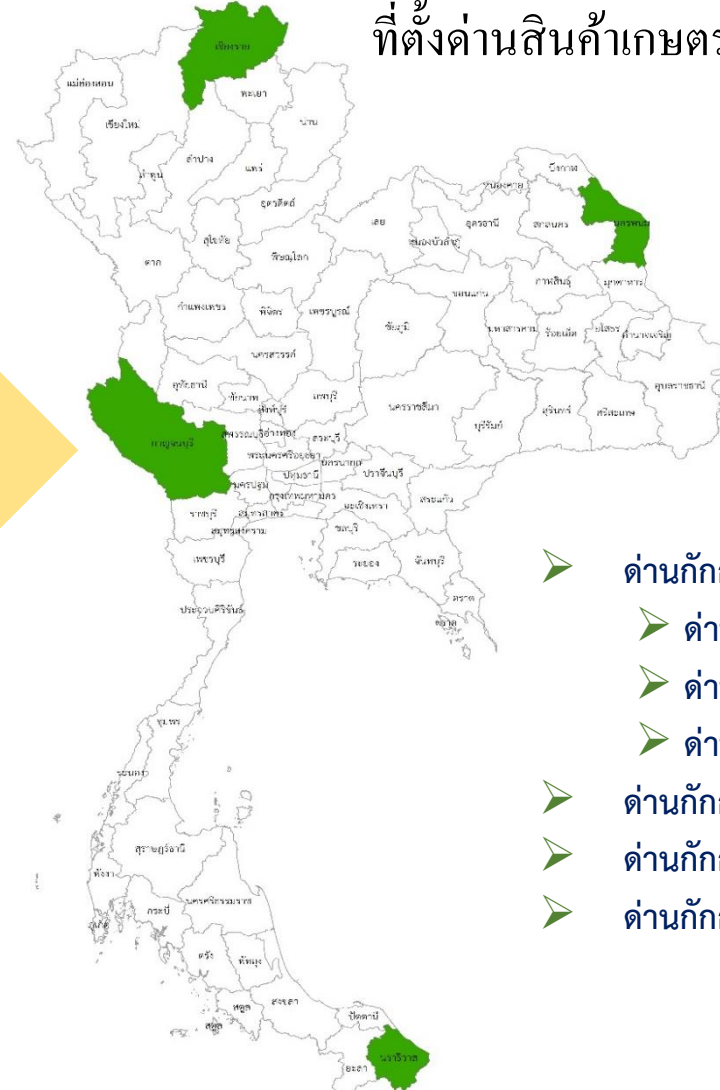 ที่ตั้งด่านสินค้าเกษตร
เชียงราย
แม่ฮ่องสอน
พะเยา
เชียงใหม่
น่าน
ลำปาง
แพร่
ลำพูน
บึงกาฬ
หนองคาย
นครพนม
อุดรธานี
สกลนคร
เลย
หนองบัวลำภู
อุตรดิตถ์
สุโขทัย
พิษณุโลก
ตาก
ขอนแก่น
กาฬสินธุ์
มุกดาหาร
กำแพงเพชร
พิจิตร
เพชรบูรณ์
ชัยภูมิ
มหาสารคาม
ร้อยเอ็ด
ยโสธร
อำนาจเจริญ
นครสวรรค์
อุทัยธานี
ชัยนาท
ลพบุรี
นครราชสีมา
บุรีรัมย์
สุรินทร์
ศรีสะเกษ
อุบลราชธานี
สิงห์บุรี
กาญจนบุรี
สุพรรณบุรี
อ่างทอง
สระบุรี
พระนครศรีอยุธยา
นครนายก
ปทุมธานี
ปราจีนบุรี
นครปฐม
กรุงเทพมหานคร
ฉะเชิงเทรา
สระแก้ว
ราชบุรี
สมุทรสาคร
สมุทรสงคราม
ชลบุรี
เพชรบุรี
ระยอง
จันทบุรี
ตราด
ประจวบคีรีขันธ์
ชุมพร
ระนอง
สุราษฎร์ธานี
พังงา
กระบี่
นครศรีธรรมราช
ภูเก็ต
ตรัง
พัทลุง
สตูล
สงขลา
ปัตตานี
สตูล
ยะลา
นราธิวาส
ด่านกัก
ด่า
ด่า
ด่า
ด่านกัก
ด่านกัก
ด่านกัก